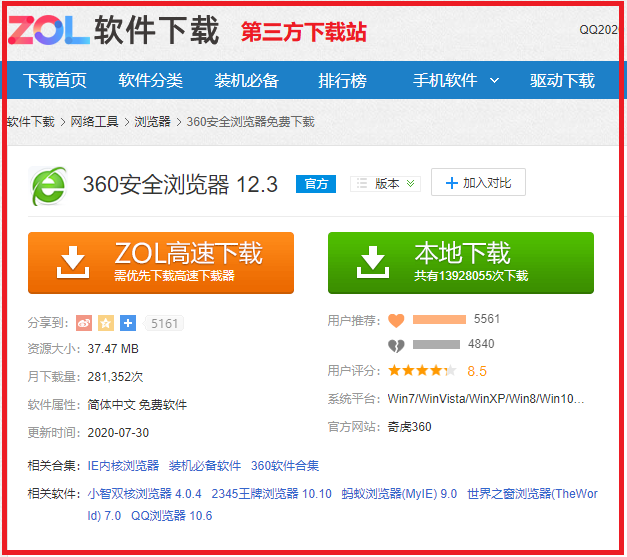 ZOL软件下载 第三方下载站 QQ202
下载首页 软件分类 装机必备 排行榜 手机软件 驱动下载
软件下载 > 网络工具 > 浏览器 > 360安全浏览器免费下载
360安全浏览器 12.3 官方 版本 加入对比
ZOL高速下载 本地下载
需优先下载高速下载器 共有13928055次下载
分享到: 5161 用户推荐: 5561
4840
资源大小: 37.47 MB
月下载量: 281,352次 用户评分: 8.5
软件属性: 简体中文 免费软件 系统平台: Win7/WinVista/WinXP/Win8/Win10...
更新时间: 2020-07-30 官方网站: 奇虎360
相关合集: IE内核浏览器 装机必备软件 360软件合集
相关软件: 小智双核浏览器 4.0.4 2345王牌浏览器 10.10 蚂蚁浏览器(MyIE) 9.0 世界之窗浏览器(TheWor
ld) 7.0 QQ浏览器 10.6